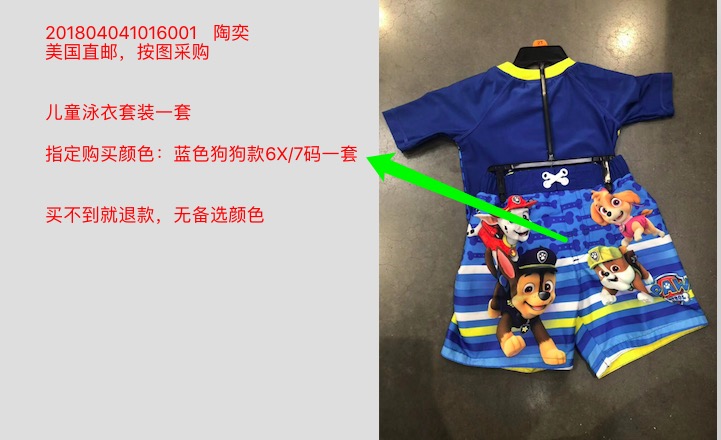 201804041016001 陶奕
美国直邮，按图采购
儿童泳衣套装一套
指定购买颜色：蓝色狗狗款6X/7码一套
买不到就退款，无备选颜色
PAW